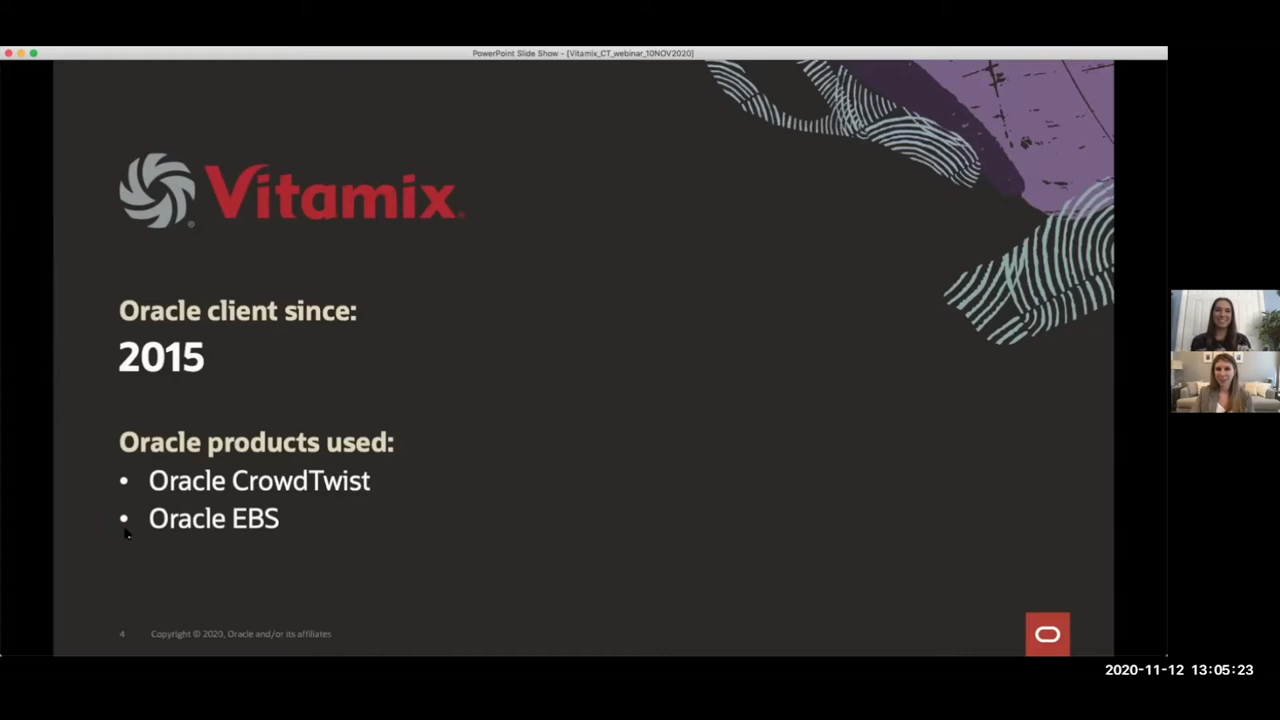 PowerPoint Slide Show - [Vitamix_CT_webinar_10NOV2020]
Vitamix®
®
Oracle client since:
2015
Oracle products used:
• Oracle CrowdTwist
• Oracle EBS
4 Copyright © 2020, Oracle and/or its affiliates
2020-11-12 13:05:23